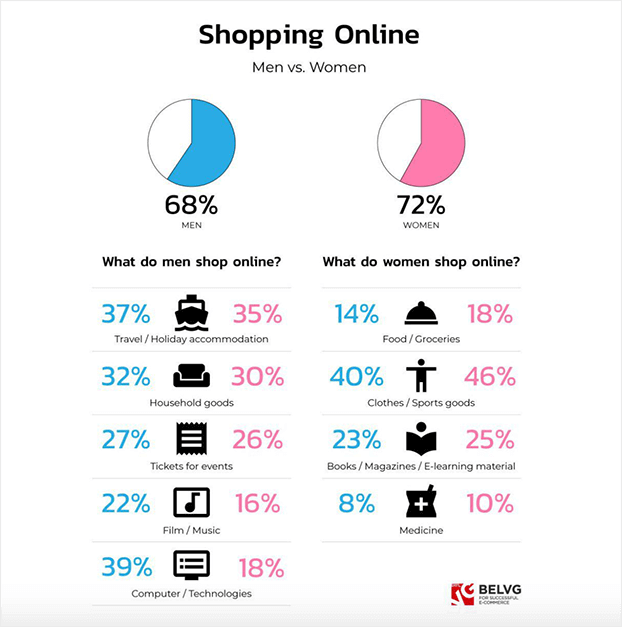 Shopping Online
Men vs. Women
68%
MEN
72%
WOMEN
What do men shop online?
37% 35%
Travel / Holiday accommodation
32% 30%
Household goods
27% 26%
Tickets for events
22% 16%
Film / Music
39% 18%
Computer / Technologies
What do women shop online?
14% 18%
Food / Groceries
40% 46%
Clothes / Sports goods
23% 25%
Books / Magazines / E-learning material
8% 10%
Medicine
BELVG
FOR SUCCESSFUL
E-COMMERCE